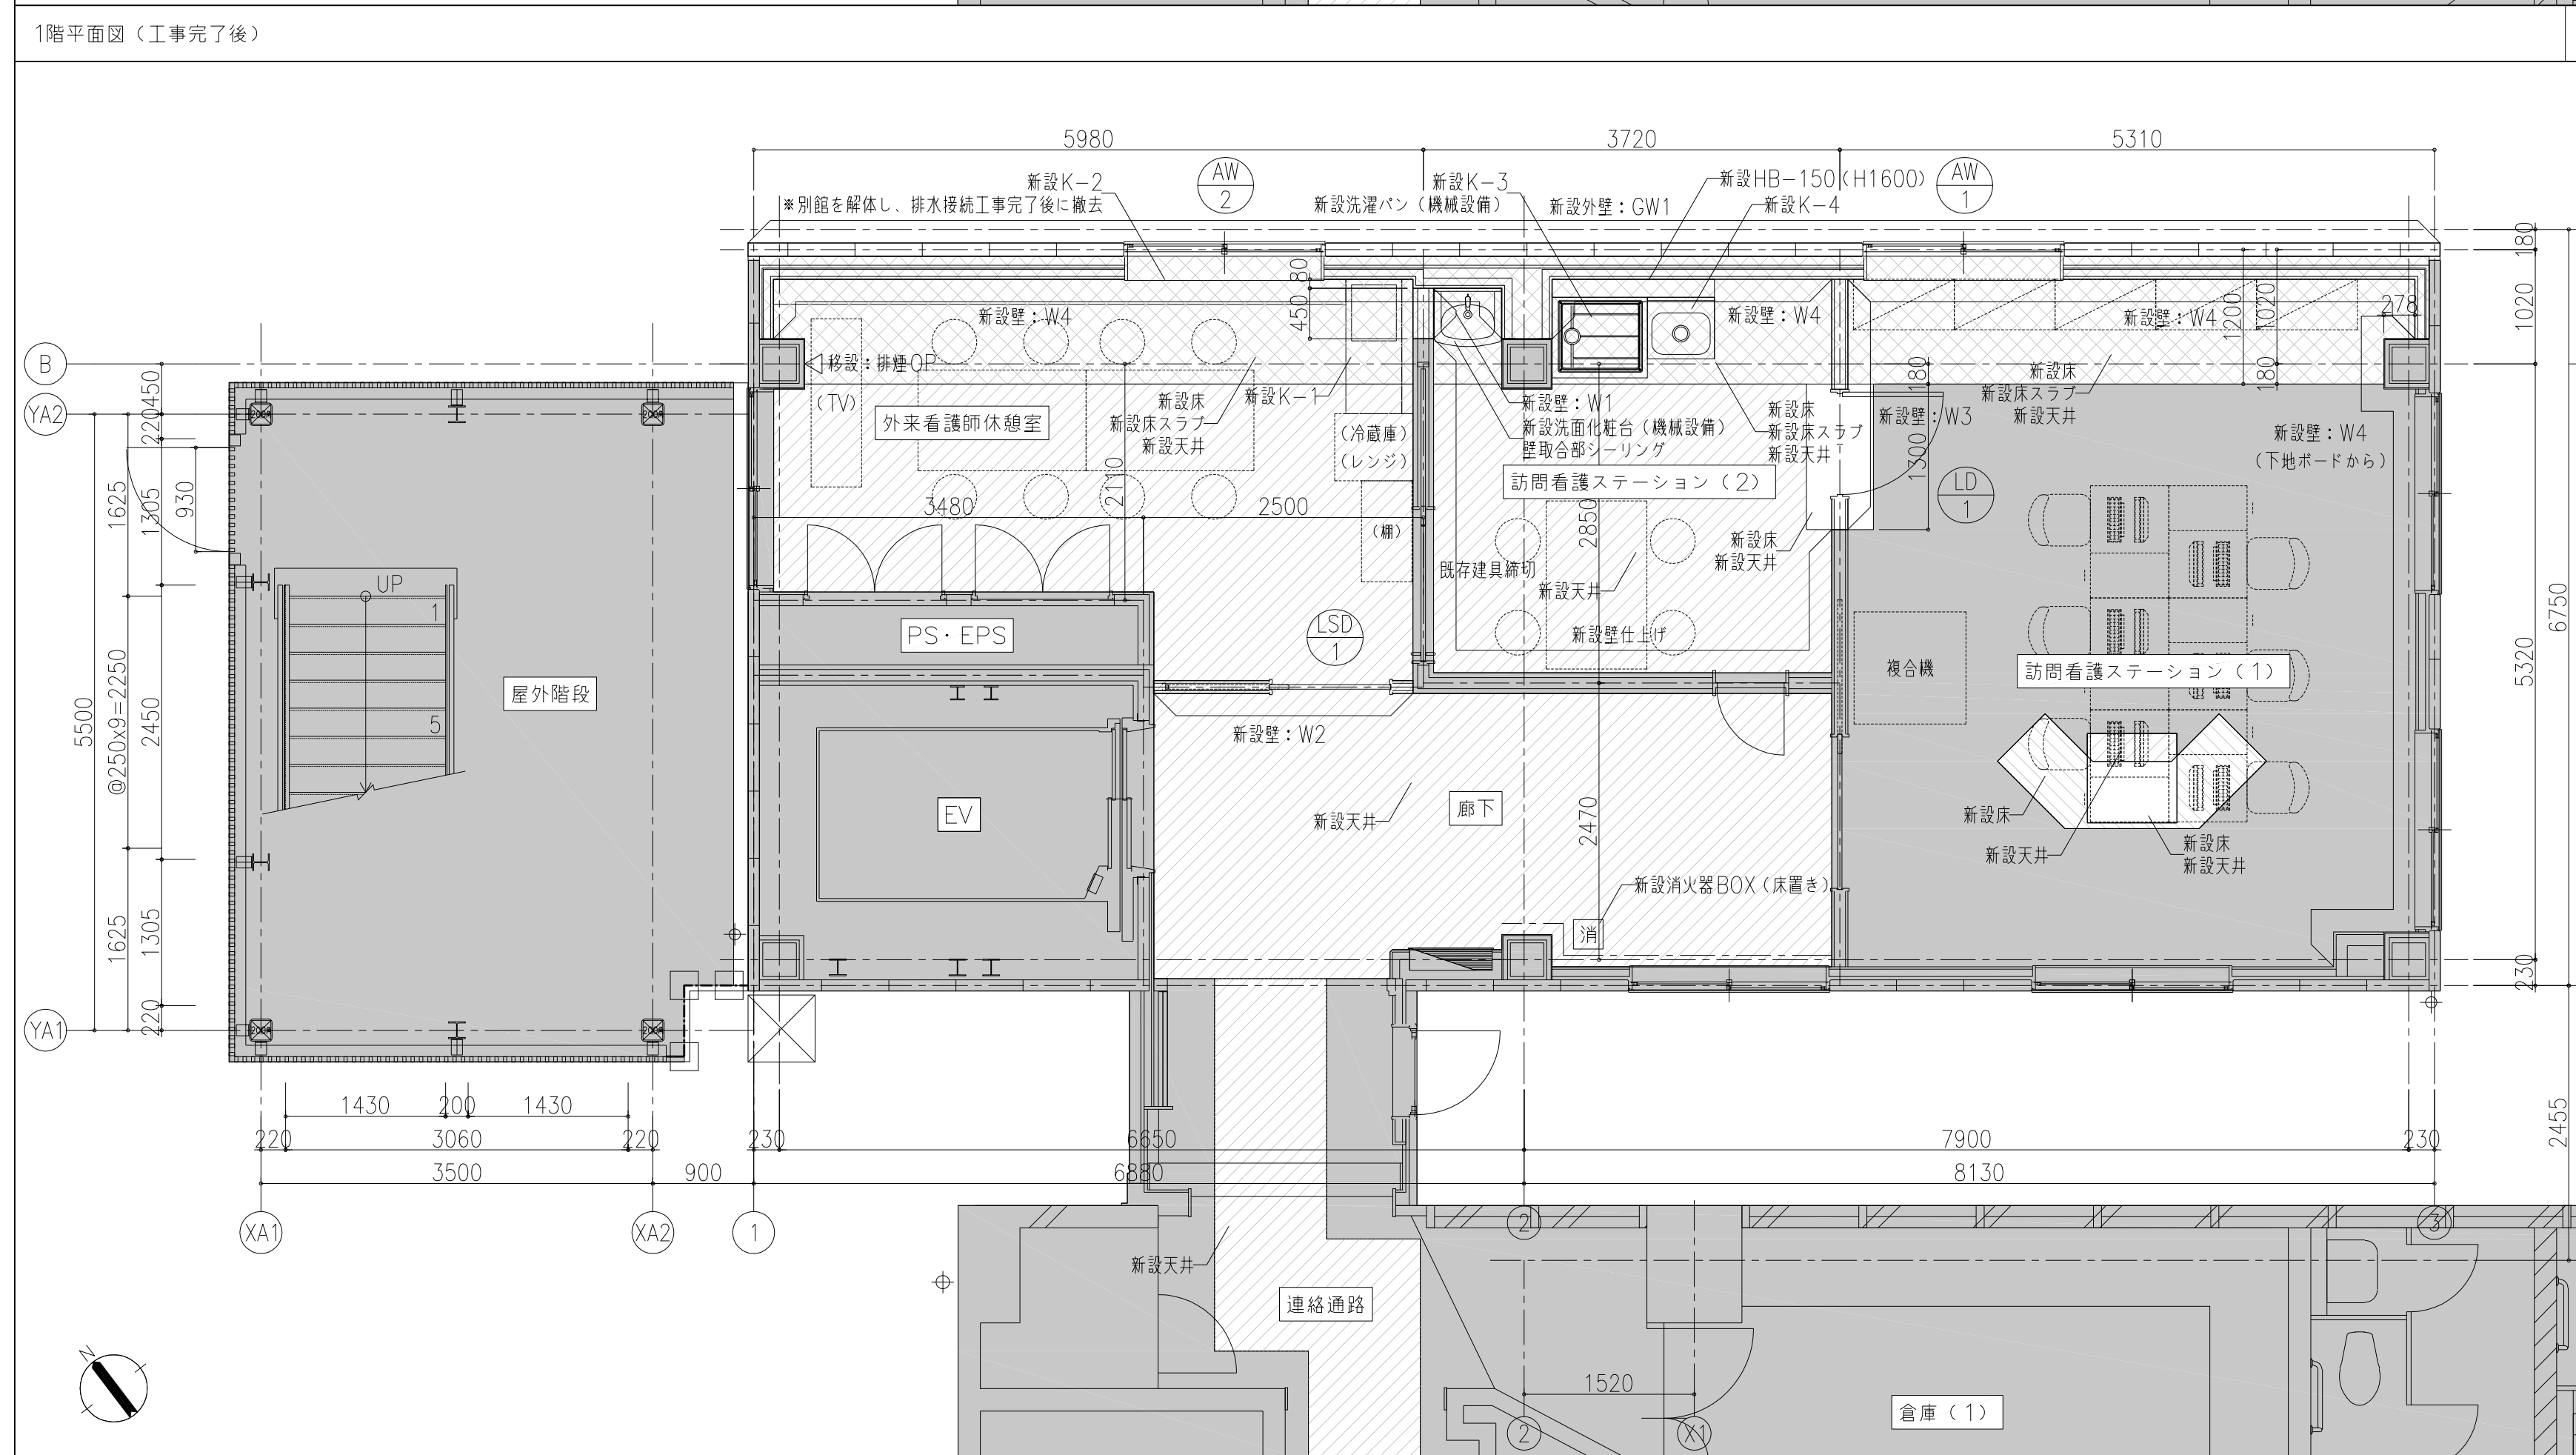 1階平面図（工事完了後）
5980
3720
5310
新設K-2
※別館を解体し、排水接続工事完了後に撤去
AW
2
新設K-3
新設洗濯パン（機械設備）
新設外壁：GW1
新設HB-150（H1600）
新設K-4
AW
1
180
1020
80
450
新設壁：W4
新設壁：W4
新設壁：W4
1200
1020
278
180
180
B
YA2
移設：排煙OP
（TV）
外来看護師休憩室
新設床
新設床スラブ
新設天井
新設K-1
（冷蔵庫）
（レンジ）
（棚）
新設壁：W1
新設洗面化粧台（機械設備）
壁取合部シーリング
訪問看護ステーション（2）
新設床
新設床スラブ
新設天井
新設壁：W3
1300
LD
1
新設床
新設床スラブ
新設天井
新設壁：W4
（下地ボードから）
450
220
1625
1305
930
2110
3480
2500
2850
既存建具締切
新設天井
新設床
新設天井
新設壁仕上げ
UP
1
5
屋外階段
PS・EPS
LSD
1
新設壁：W2
複合機
訪問看護ステーション（1）
6750
5320
5500
@250x9=2250
2450
EV
新設天井
廊下
2470
新設床
新設天井
新設床
新設天井
新設消火器BOX（床置き）
消
1625
1305
220
230
YA1
200
200
200
200
1430
200
1430
220
3060
220
230
6650
7900
230
2455
3500
900
6880
8130
XA1
XA2
1
2
3
新設天井
連絡通路
1520
2
X1
倉庫（1）
N